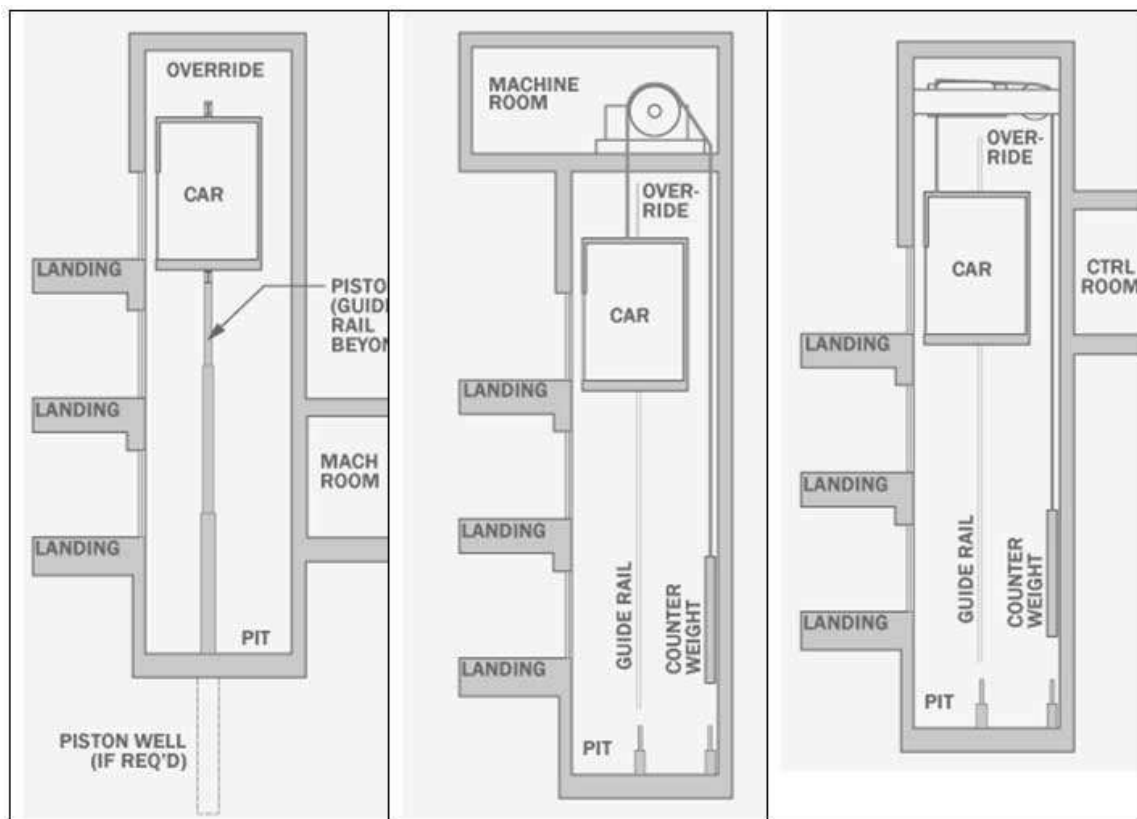 OVERRIDE
CAR
LANDING
PISTO
(GUID
RAIL
BEYON
LANDING
MACH
ROOM
LANDING
PIT
PISTON WELL
(IF REQ'D)
MACHINE
ROOM
OVER-
RIDE
CAR
LANDING
LANDING
GUIDE RAIL
COUNTER
WEIGHT
LANDING
PIT
OVER-
RIDE
CAR
CTRL
ROOM
LANDING
LANDING
GUIDE RAIL
COUNTER
WEIGHT
LANDING
PIT